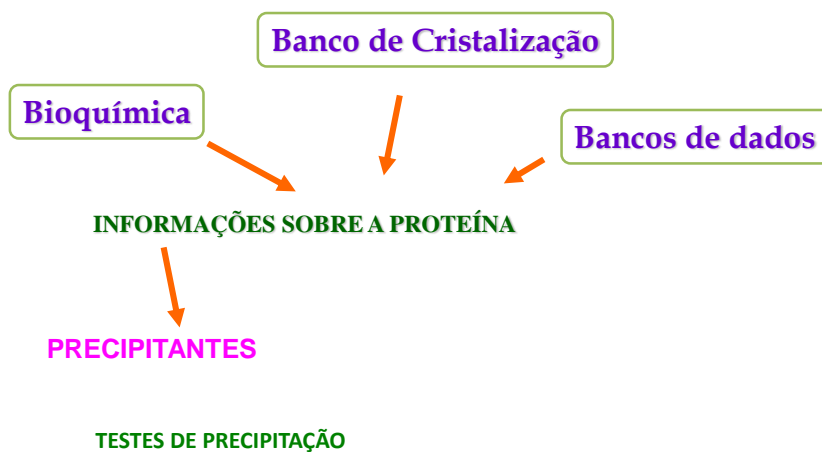 Banco de Cristalização
Bioquímica
Bancos de dados
INFORMAÇÕES SOBRE A PROTEÍNA
PRECIPITANTES
TESTES DE PRECIPITAÇÃO